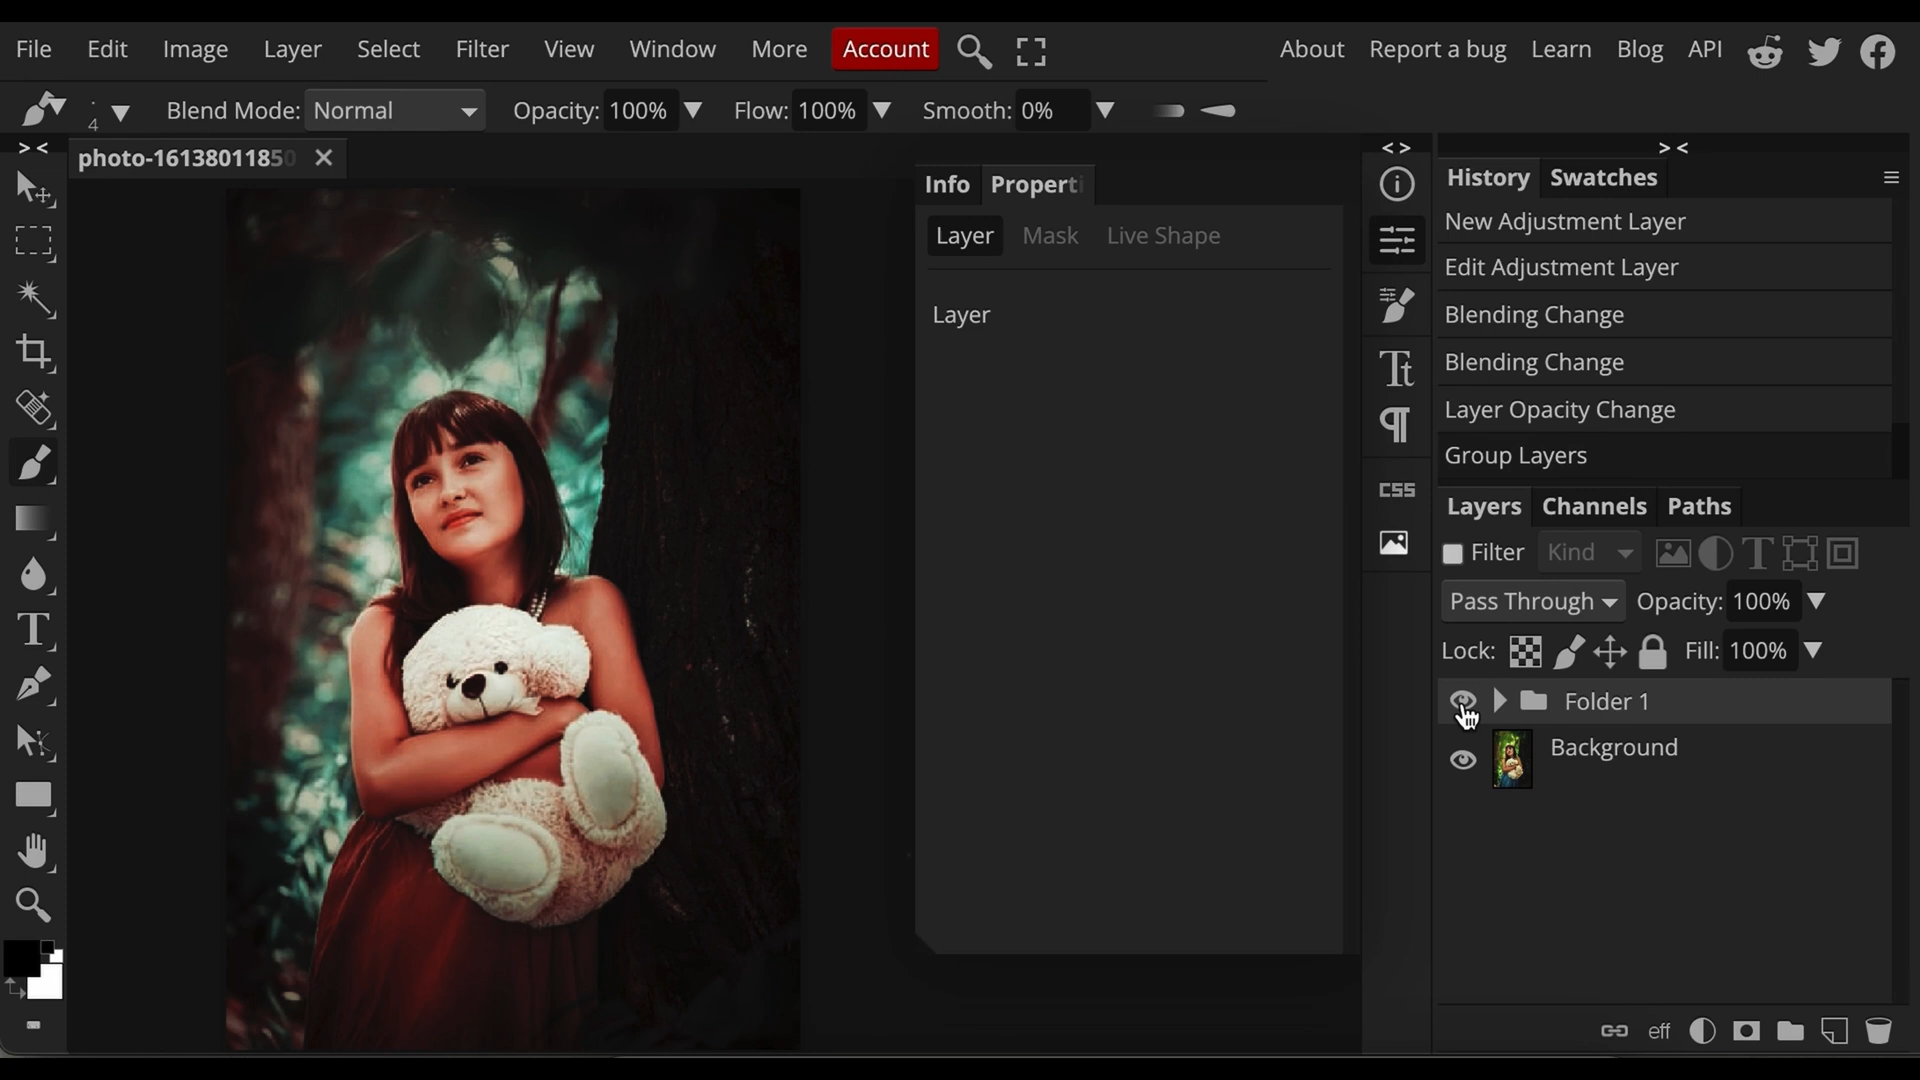 File Edit Image Layer Select Filter View Window More Account About Report a bug Learn Blog API
4 Blend Mode: Normal Opacity: 100% Flow: 100% Smooth: 0%
> < < > > <
photo-16138011850
Info Properti
Layer Mask Live Shape
Layer
Tt
¶
CSS
History Swatches
New Adjustment Layer
Edit Adjustment Layer
Blending Change
Blending Change
Layer Opacity Change
Group Layers
Layers Channels Paths
Filter Kind
Pass Through Opacity: 100%
Lock: Fill: 100%
Folder 1
Background
eff